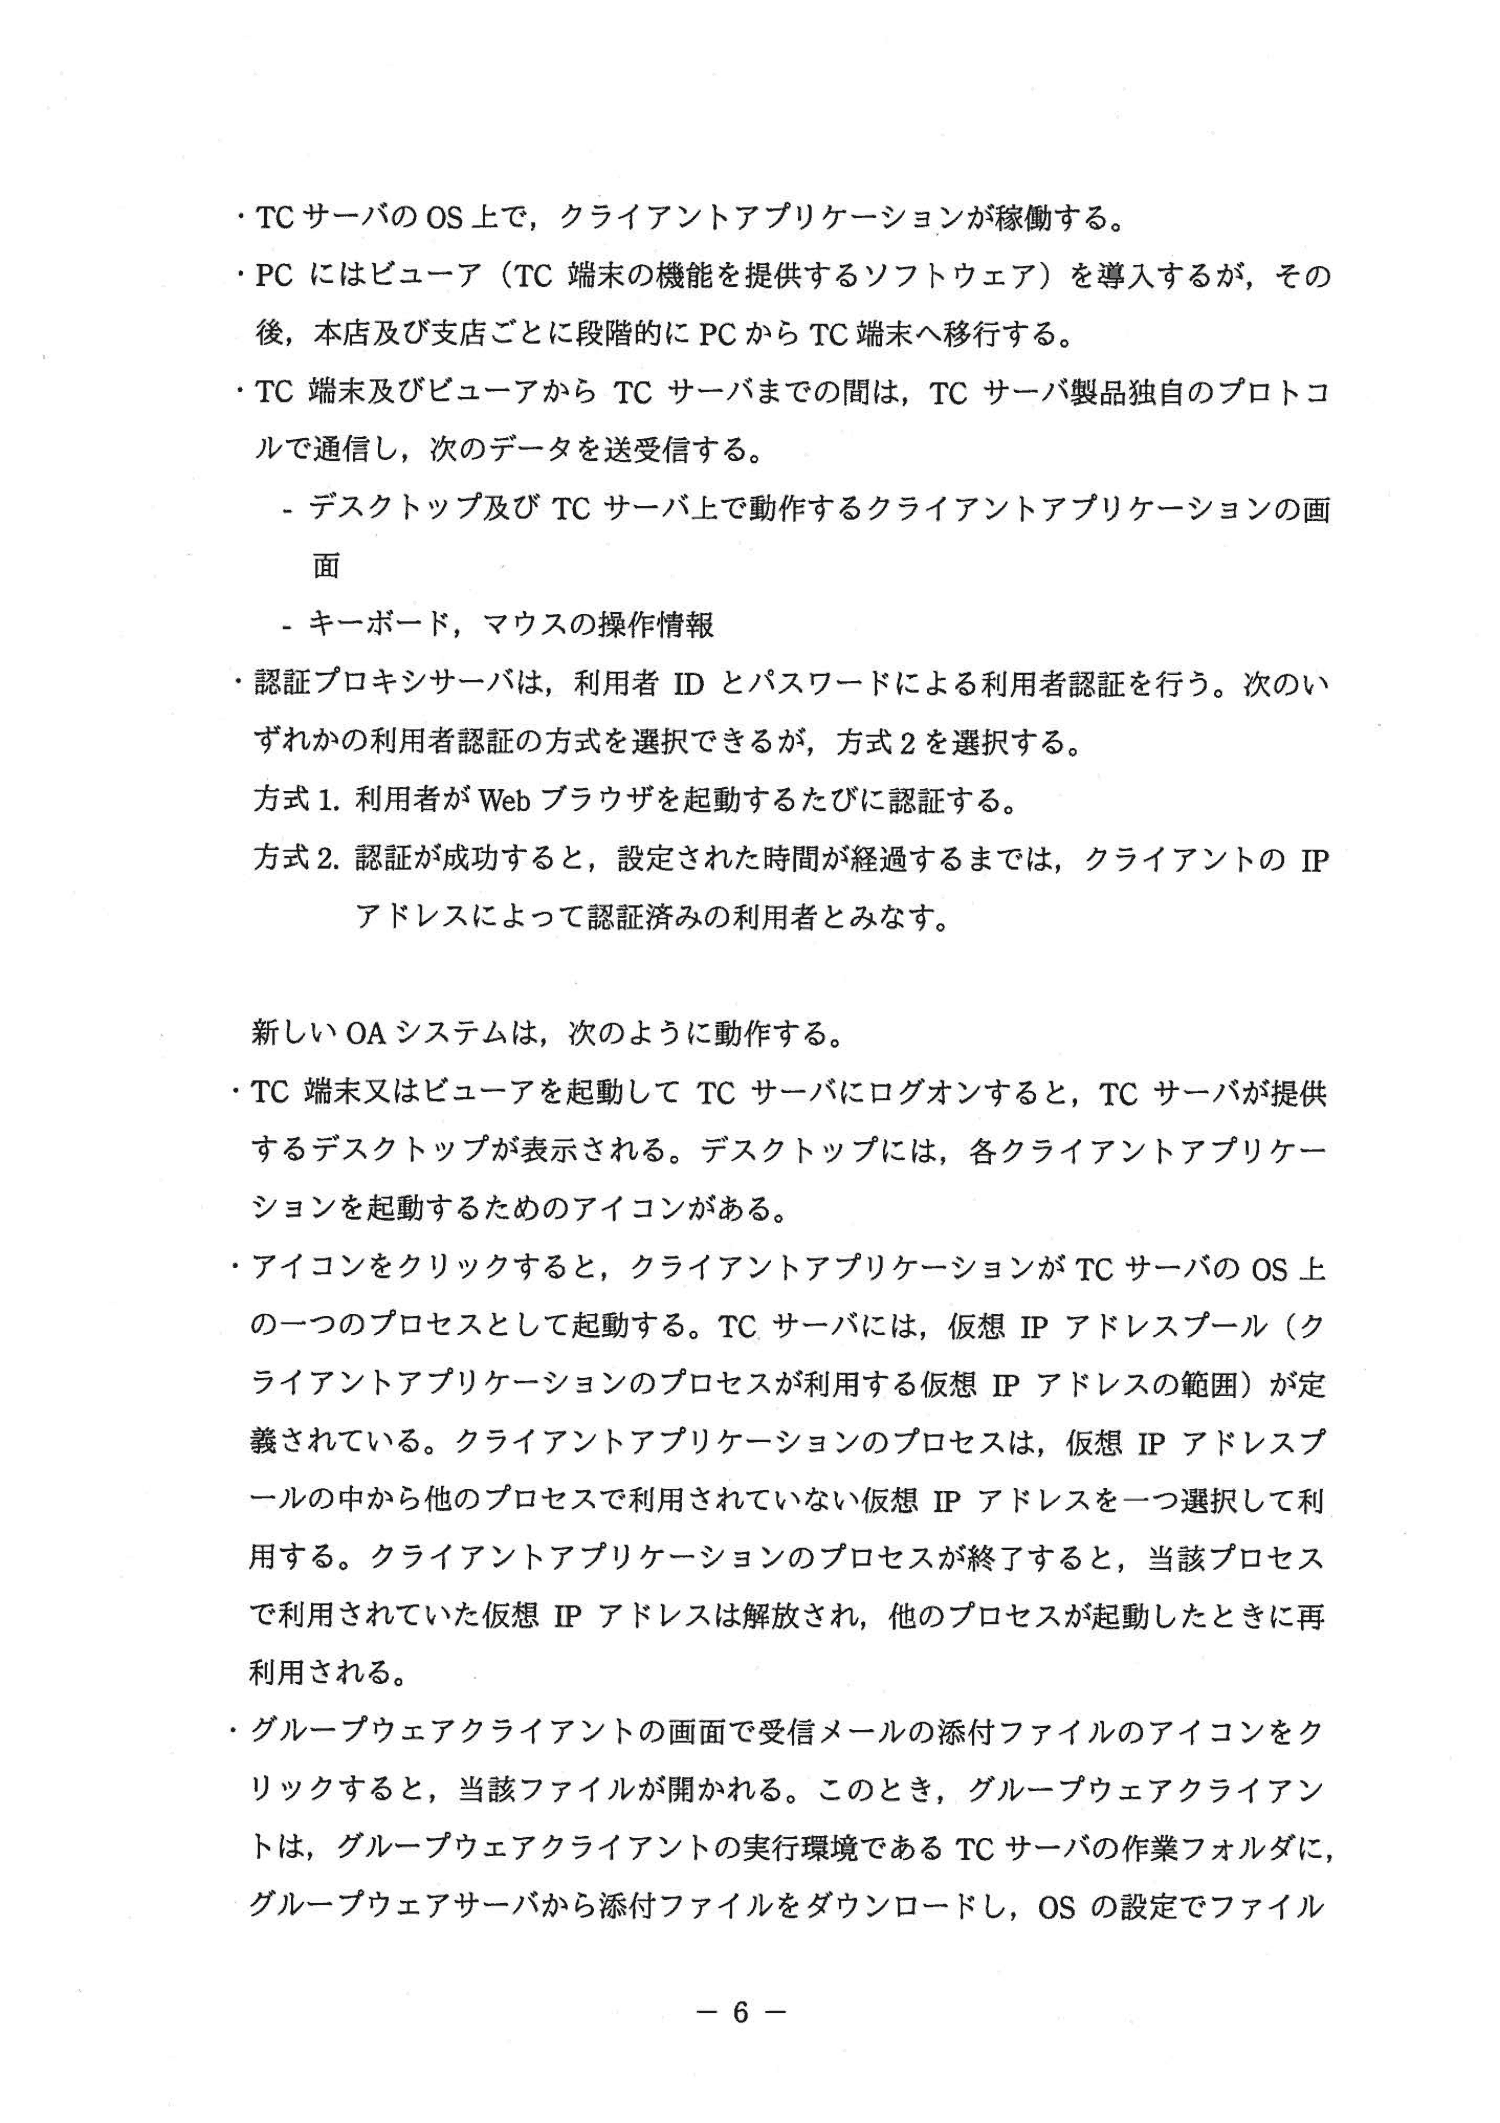 ・TC サーバの OS 上で，クライアントアプリケーションが稼働する。
・PC にはビューア（TC 端末の機能を提供するソフトウェア）を導入するが，その
後，本店及び支店ごとに段階的に PC から TC 端末へ移行する。
・TC 端末及びビューアから TC サーバまでの間は，TC サーバ製品独自のプロトコ
ルで通信し，次のデータを送受信する。
- デスクトップ及び TC サーバ上で動作するクライアントアプリケーションの画
面
- キーボード，マウスの操作情報
・認証プロキシサーバは，利用者 ID とパスワードによる利用者認証を行う。次のい
ずれかの利用者認証の方式を選択できるが，方式 2 を選択する。
方式 1. 利用者が Web ブラウザを起動するたびに認証する。
方式 2. 認証が成功すると，設定された時間が経過するまでは，クライアントの IP
アドレスによって認証済みの利用者とみなす。
新しい OA システムは，次のように動作する。
・TC 端末又はビューアを起動して TC サーバにログオンすると，TC サーバが提供
するデスクトップが表示される。デスクトップには，各クライアントアプリケー
ションを起動するためのアイコンがある。
・アイコンをクリックすると，クライアントアプリケーションが TC サーバの OS 上
の一つのプロセスとして起動する。TC サーバには，仮想 IP アドレスプール（ク
ライアントアプリケーションのプロセスが利用する仮想 IP アドレスの範囲）が定
義されている。クライアントアプリケーションのプロセスは，仮想 IP アドレスプ
ールの中から他のプロセスで利用されていない仮想 IP アドレスを一つ選択して利
用する。クライアントアプリケーションのプロセスが終了すると，当該プロセス
で利用されていた仮想 IP アドレスは解放され，他のプロセスが起動したときに再
利用される。
・グループウェアクライアントの画面で受信メールの添付ファイルのアイコンをク
リックすると，当該ファイルが開かれる。このとき，グループウェアクライアン
トは，グループウェアクライアントの実行環境である TC サーバの作業フォルダに，
グループウェアサーバから添付ファイルをダウンロードし，OS の設定でファイル
－ 6 －